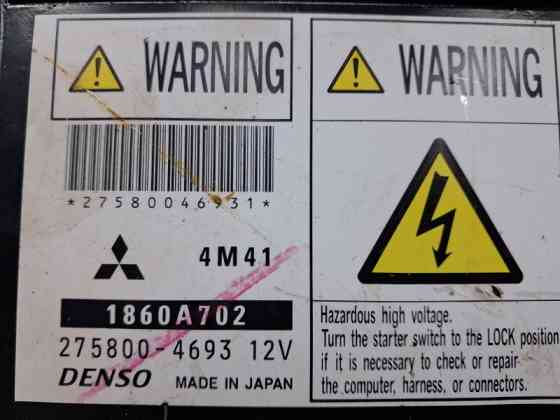 WARNING
*27580046931*
4M41
1860A702
275800-4693 12V
DENSO MADE IN JAPAN
WARNING
Hazardous high voltage.
Turn the starter switch to the LOCK position
if it is necessary to check or repair
the computer, harness, or connectors.